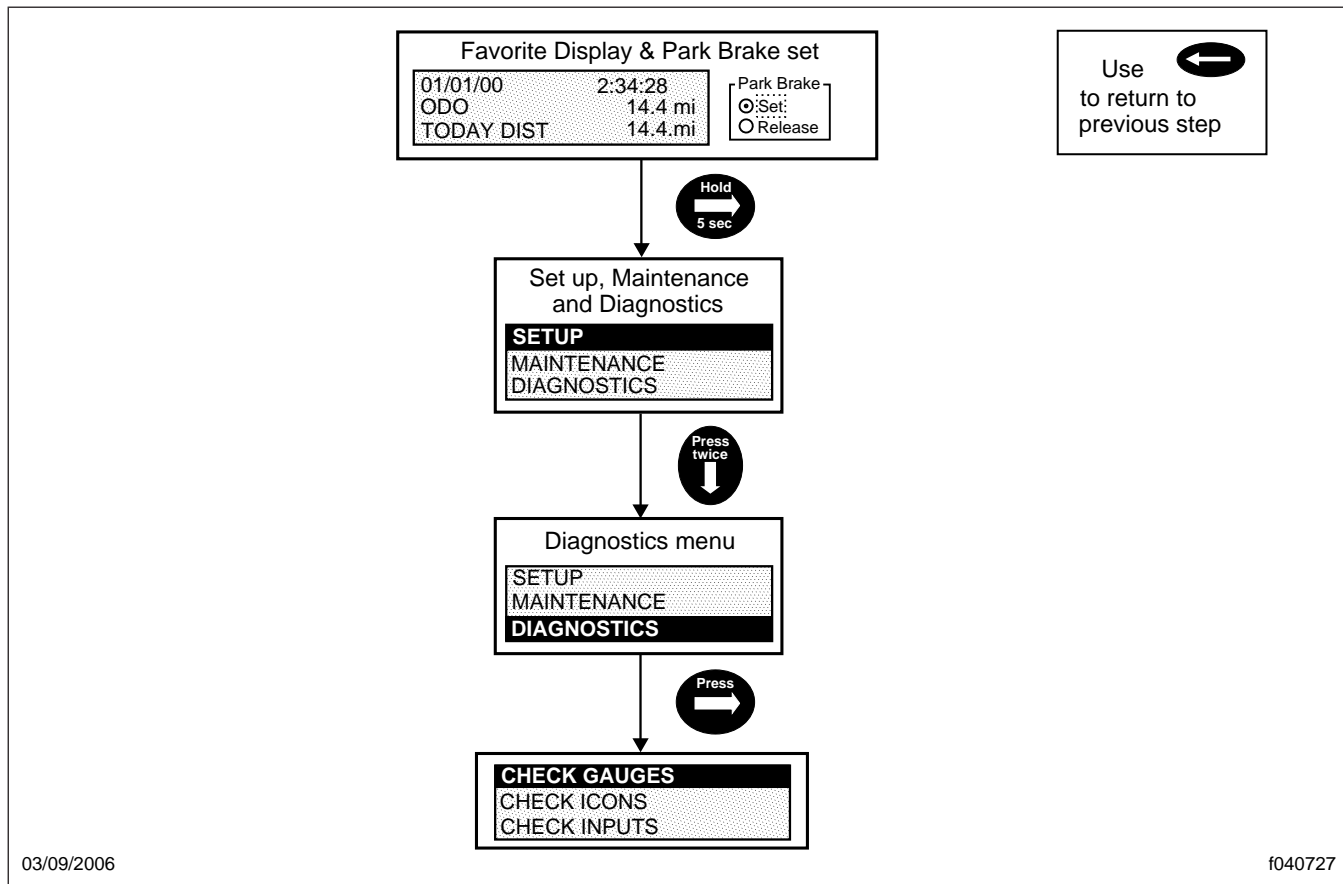 Favorite Display & Park Brake set
01/01/00 2:34:28
ODO 14.4 mi
TODAY DIST 14.4.mi
Park Brake
Set
Release
Use
to return to
previous step
Hold
5 sec
Set up, Maintenance
and Diagnostics
SETUP
MAINTENANCE
DIAGNOSTICS
Press
twice
Diagnostics menu
SETUP
MAINTENANCE
DIAGNOSTICS
Press
CHECK GAUGES
CHECK ICONS
CHECK INPUTS
03/09/2006
f040727